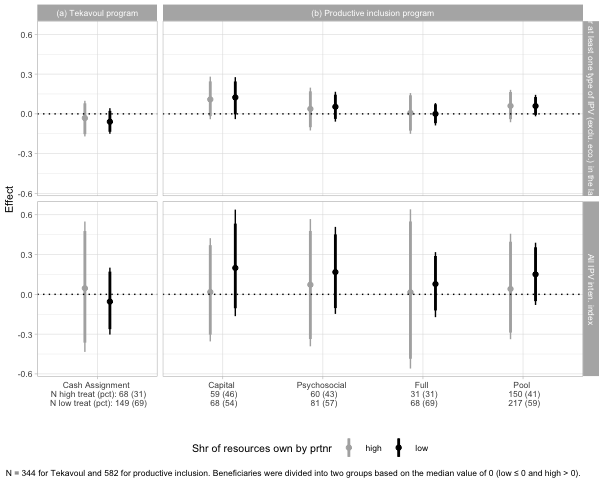 (a) Tekavoul program
(b) Productive inclusion program
0.6
0.3
0.0
-0.3
-0.6
at least one type of IPV (exclu. eco.) in the la
0.6
0.3
0.0
-0.3
-0.6
All IPV inten. index
Effect
Cash Assignment
N high treat (pct): 68 (31)
N low treat (pct): 149 (69)
Capital
59 (46)
68 (54)
Psychosocial
60 (43)
81 (57)
Full
31 (31)
68 (69)
Pool
150 (41)
217 (59)
Shr of resources own by prtnr
high
low
N = 344 for Tekavoul and 582 for productive inclusion. Beneficiaries were divided into two groups based on the median value of 0 (low ≤ 0 and high > 0).